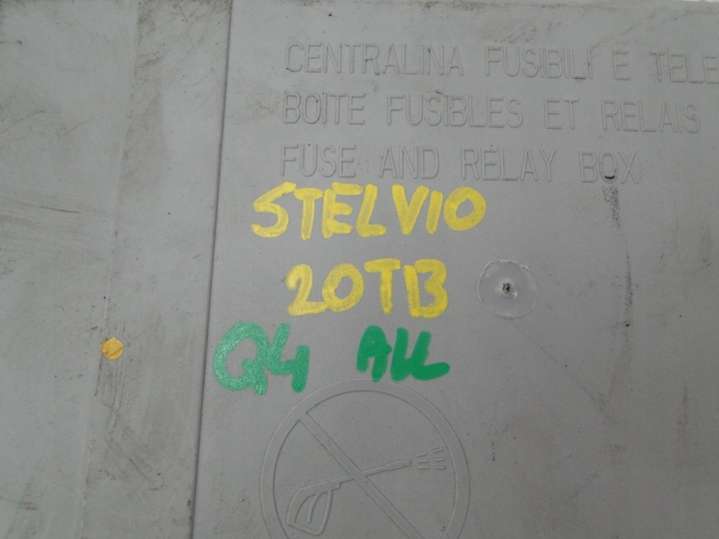 CENTRALINA FUSIBILI E TELE
BOITE FUSIBLES ET RELAIS
FUSE AND RELAY BOX
STELVIO
20TB
Q4 ALL